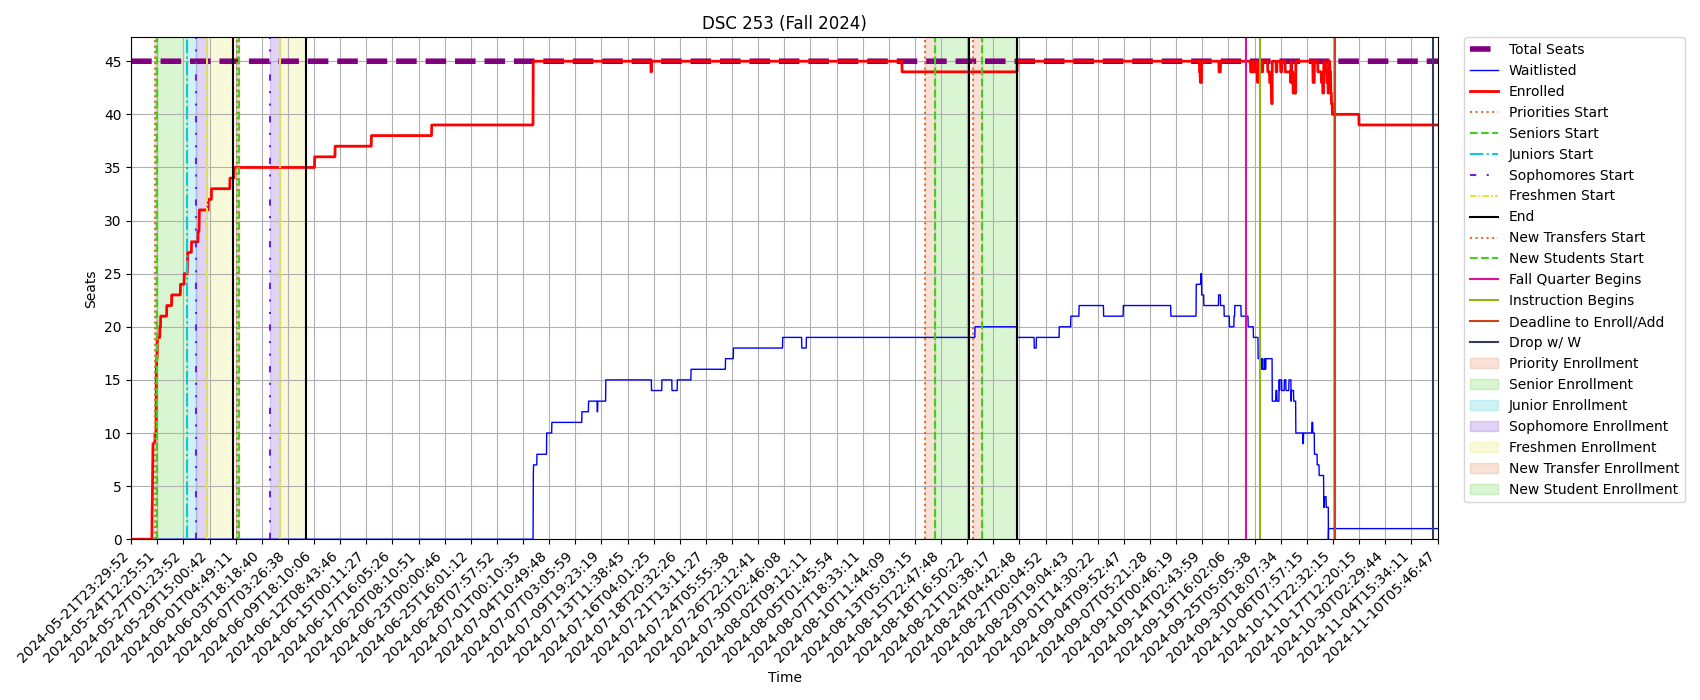 DSC 253 (Fall 2024)
Seats
45
40
35
30
25
20
15
10
5
0
2024-05-21T23:29:52
2024-05-24T12:25:51
2024-05-27T01:23:52
2024-05-29T15:00:42
2024-06-01T04:49:11
2024-06-03T18:18:40
2024-06-07T03:26:38
2024-06-09T18:10:06
2024-06-12T08:43:46
2024-06-15T00:11:27
2024-06-17T16:05:26
2024-06-20T08:10:51
2024-06-23T00:00:46
2024-06-25T16:01:12
2024-06-28T07:57:52
2024-07-01T00:10:35
2024-07-04T10:49:48
2024-07-07T03:05:59
2024-07-09T19:23:19
2024-07-13T11:38:45
2024-07-16T04:01:25
2024-07-18T20:32:26
2024-07-21T13:11:27
2024-07-24T05:55:38
2024-07-26T22:12:41
2024-07-30T02:46:08
2024-08-02T09:12:11
2024-08-05T01:45:54
2024-08-07T18:33:11
2024-08-10T11:44:09
2024-08-13T05:03:15
2024-08-15T22:47:48
2024-08-18T16:50:22
2024-08-21T10:38:17
2024-08-24T04:42:48
2024-08-27T00:04:52
2024-08-29T19:04:43
2024-09-01T14:30:22
2024-09-04T09:52:47
2024-09-07T05:21:28
2024-09-10T00:46:19
2024-09-14T02:43:59
2024-09-19T16:02:06
2024-09-25T05:05:38
2024-09-30T18:07:34
2024-10-06T07:57:15
2024-10-11T22:32:15
2024-10-17T12:20:15
2024-10-30T02:29:44
2024-11-04T15:34:11
2024-11-10T05:46:47
Time
Total Seats
Waitlisted
Enrolled
Priorities Start
Seniors Start
Juniors Start
Sophomores Start
Freshmen Start
End
New Transfers Start
New Students Start
Fall Quarter Begins
Instruction Begins
Deadline to Enroll/Add
Drop w/ W
Priority Enrollment
Senior Enrollment
Junior Enrollment
Sophomore Enrollment
Freshmen Enrollment
New Transfer Enrollment
New Student Enrollment